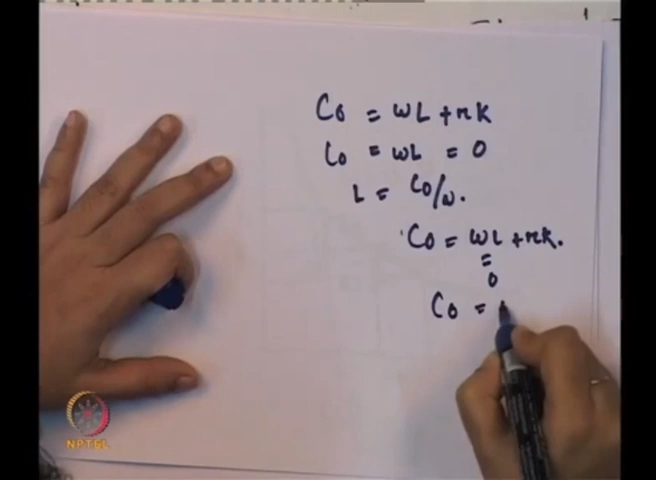 C0 = wL + rK
C0 = wL = 0
L = C0/w.
C0 = wL + rK.
=
0
C0 =
NPTEL